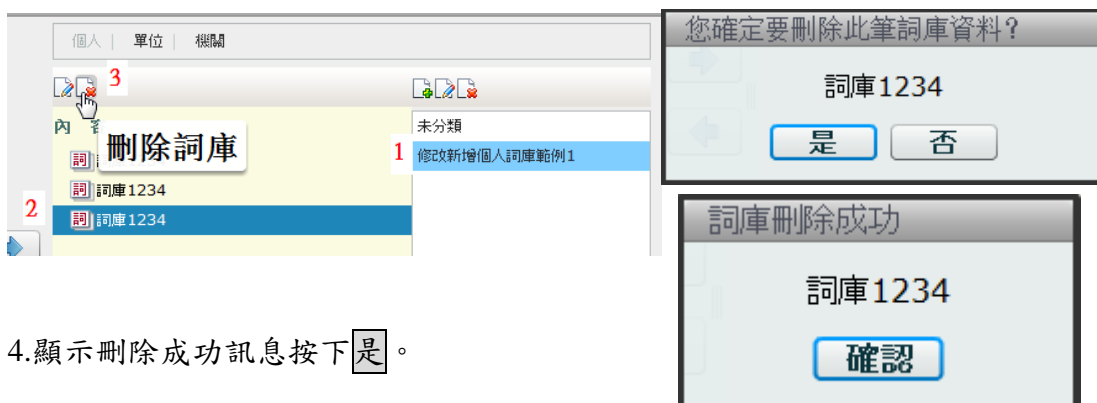 個人 | 單位 | 機關
3
內 容
刪除詞庫
詞
詞 詞庫1234
2
詞 詞庫1234
未分類
1 修改新增個人詞庫範例1
您確定要刪除此筆詞庫資料?
詞庫1234
是 否
詞庫刪除成功
詞庫1234
確認
4.顯示刪除成功訊息按下是。